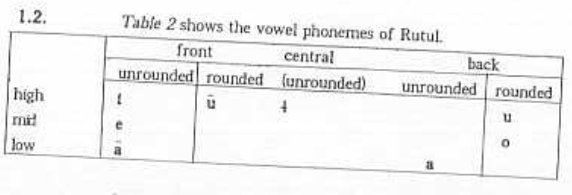 1.2. Table 2 shows the vowel phonemes of Rutul.
front central back
unrounded rounded (unrounded) unrounded rounded
high i ü ɨ u
mid e o
low ä a